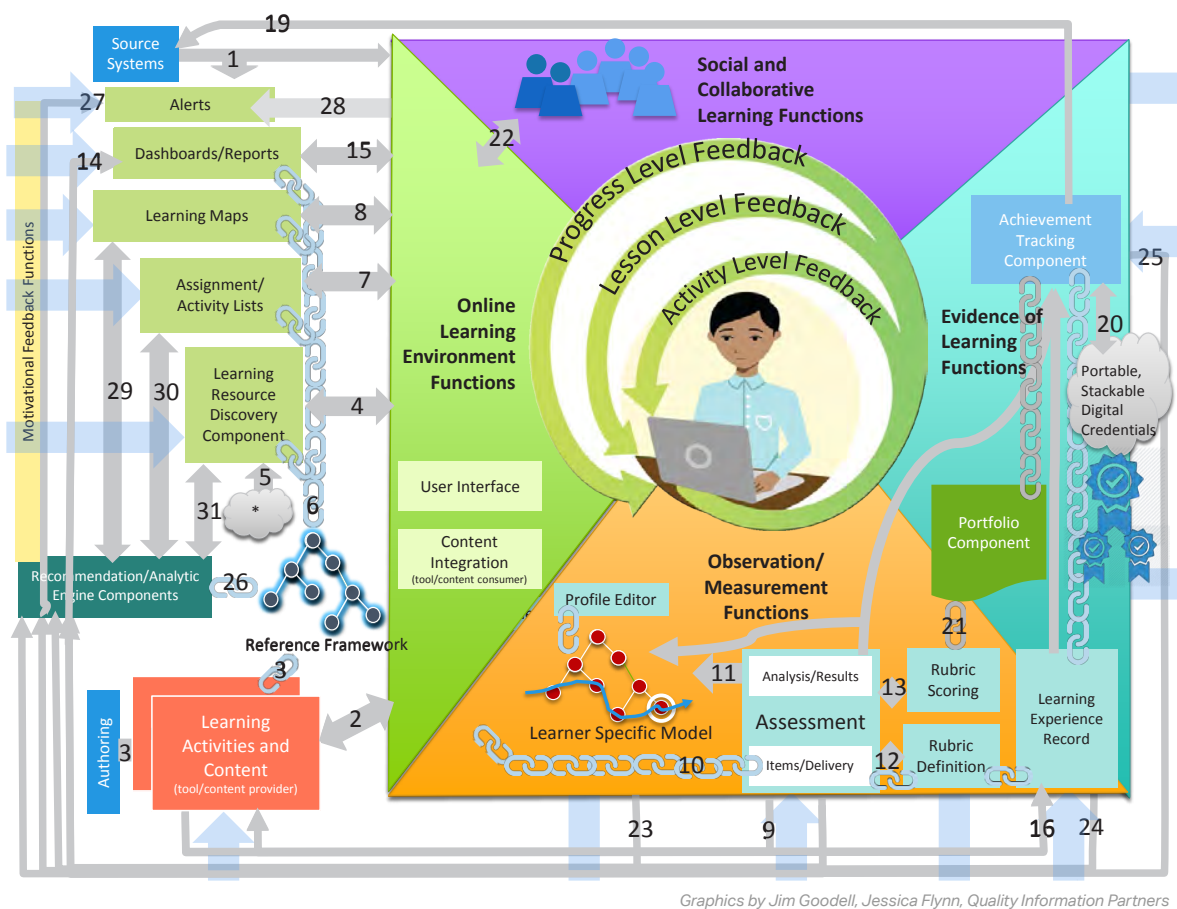 19
Source
Systems
1
Social and
Collaborative
Learning Functions
27
Alerts
28
22
14
Dashboards/Reports
15
Progress Level Feedback
Lesson Level Feedback
Activity Level Feedback
Learning Maps
8
Achievement
Tracking
Component
25
7
Assignment/
Activity Lists
Online
Learning
Environment
Functions
Evidence of
Learning
Functions
20
Portable,
Stackable
Digital
Credentials
Motivational Feedback Functions
29
30
Learning
Resource
Discovery
Component
4
5
*
6
31
User Interface
Content
Integration
(tool/content consumer)
Portfolio
Component
Recommendation/Analytic
Engine Components
26
Reference Framework
Observation/
Measurement
Functions
Profile Editor
21
3
11
Analysis/Results
13
Rubric
Scoring
Learning
Experience
Record
Authoring
3
Learning
Activities and
Content
(tool/content provider)
2
Learner Specific Model
Assessment
10
Items/Delivery
12
Rubric
Definition
23
9
16
24
Graphics by Jim Goodell, Jessica Flynn, Quality Information Partners